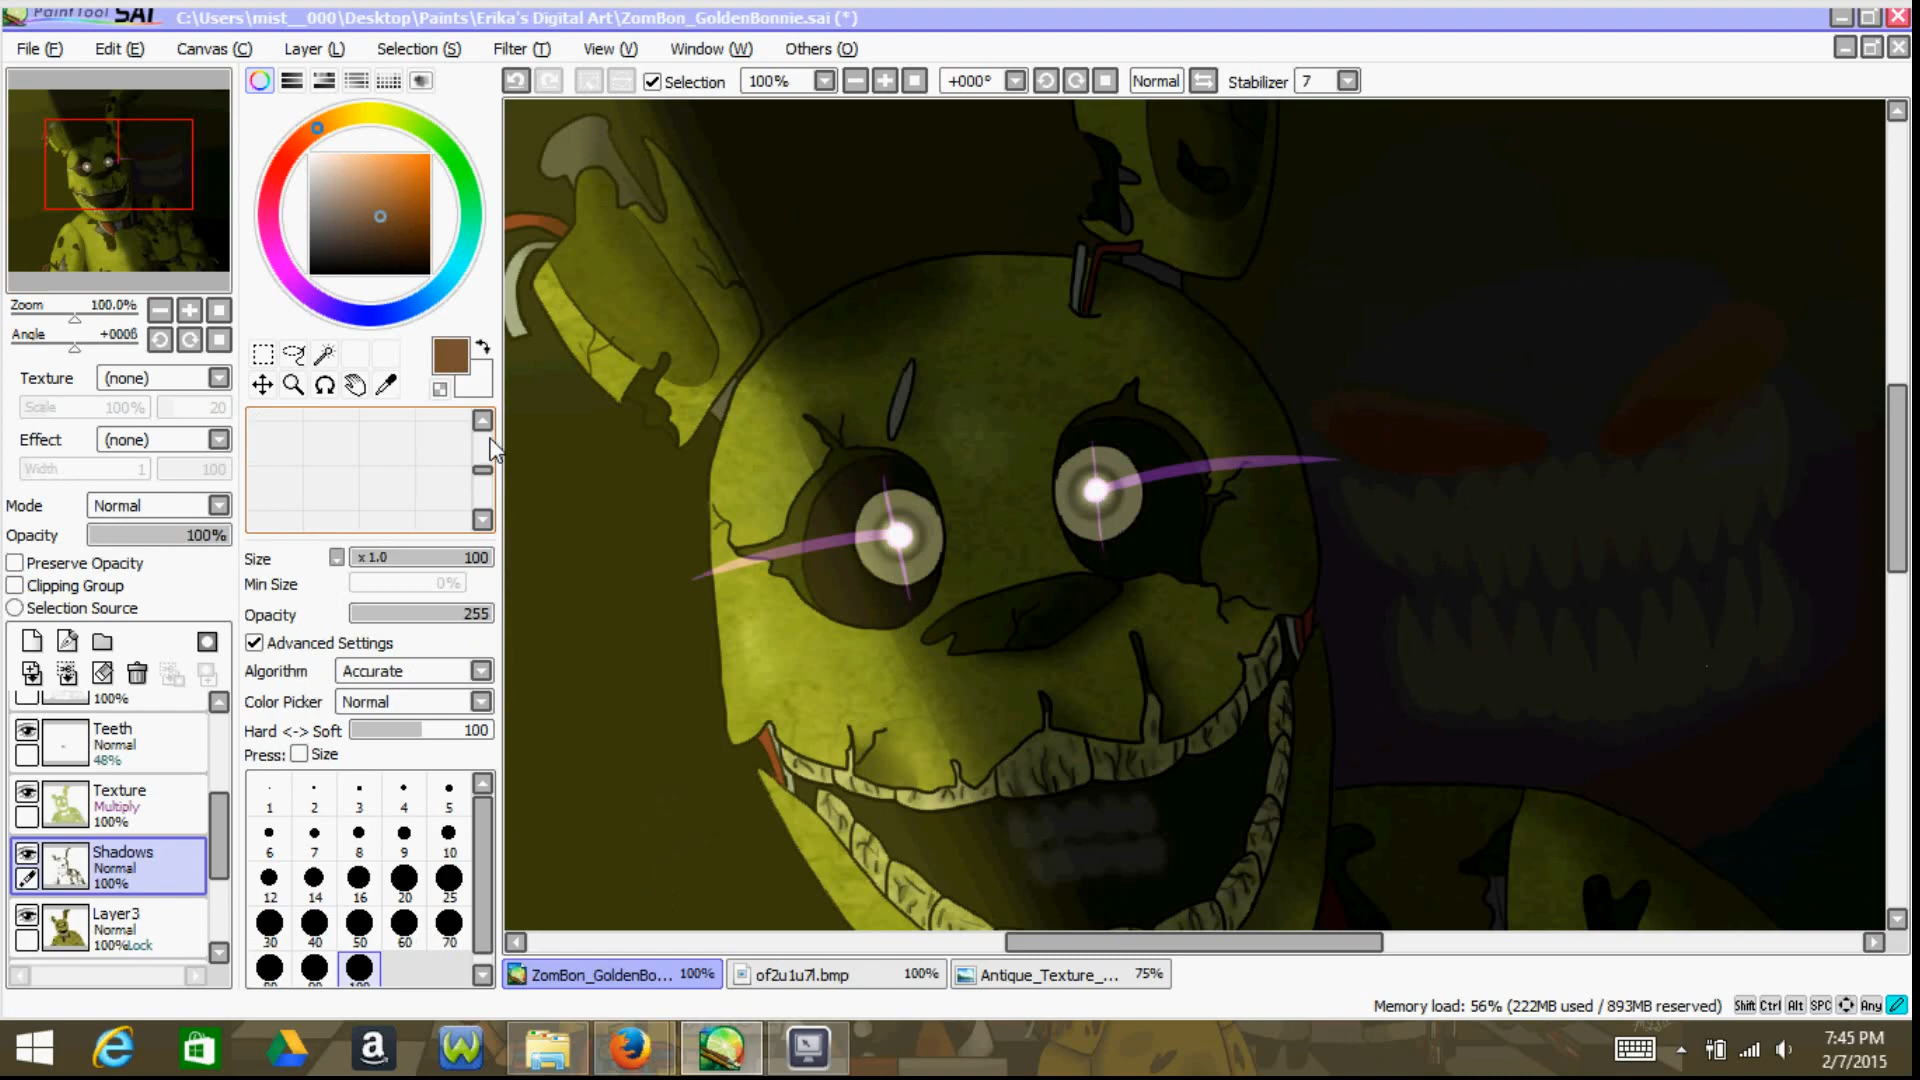 PaintTool SAI C:\Users\mist__000\Desktop\Paints\Erika's Digital Art\ZomBon_GoldenBonnie.sai (*)
File (F) Edit (E) Canvas (C) Layer (L) Selection (S) Filter (T) View (V) Window (W) Others (O)
Selection 100% +000° Normal Stabilizer 7
Zoom 100.0%
Angle +000ß
Texture (none)
Scale 100% 20
Effect (none)
Width 1 100
Mode Normal
Opacity 100%
Preserve Opacity
Clipping Group
Selection Source
100%
Teeth
Normal
48%
Texture
Multiply
100%
Shadows
Normal
100%
Layer3
Normal
100%Lock
Size x 1.0 100
Min Size 0%
Opacity 255
Advanced Settings
Algorithm Accurate
Color Picker Normal
Hard <-> Soft 100
Press: Size
1 2 3 4 5
6 7 8 9 10
12 14 16 20 25
30 40 50 60 70
ZomBon_GoldenBo... 100% of2u1u7l.bmp 100% Antique_Texture_... 75%
Memory load: 56% (222MB used / 893MB reserved) Shift Ctrl Alt SPC Any
7:45 PM
2/7/2015